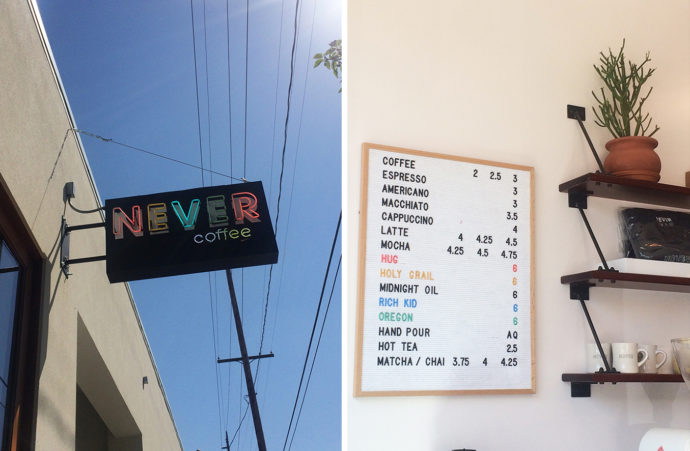 NEVER
coffee
COFFEE 2 2.5 3
ESPRESSO 3
AMERICANO 3
MACCHIATO 3.5
CAPPUCCINO 4
LATTE 4 4.25 4.5
MOCHA 4.25 4.5 4.75
HUG 6
HOLY GRAIL 6
MIDNIGHT OIL 6
RICH KID 6
OREGON 6
HAND POUR AQ
HOT TEA 2.5
MATCHA / CHAI 3.75 4 4.25